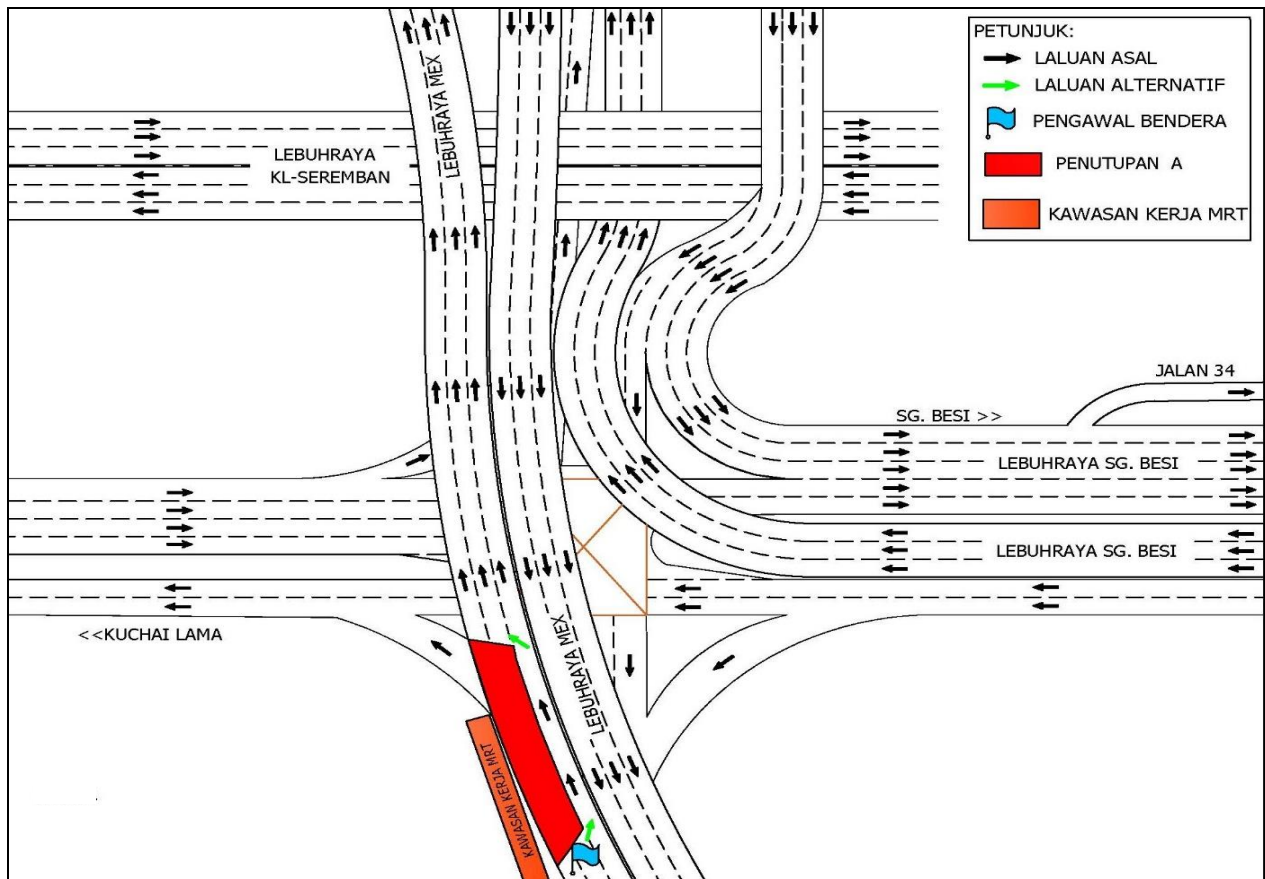 PETUNJUK:
LALUAN ASAL
LALUAN ALTERNATIF
PENGAWAL BENDERA
PENUTUPAN A
KAWASAN KERJA MRT
LEBUHRAYA MEX
LEBUHRAYA
KL-SEREMBAN
JALAN 34
SG. BESI >>
LEBUHRAYA SG. BESI
LEBUHRAYA SG. BESI
<<KUCHAI LAMA
LEBUHRAYA MEX
KAWASAN KERJA MRT